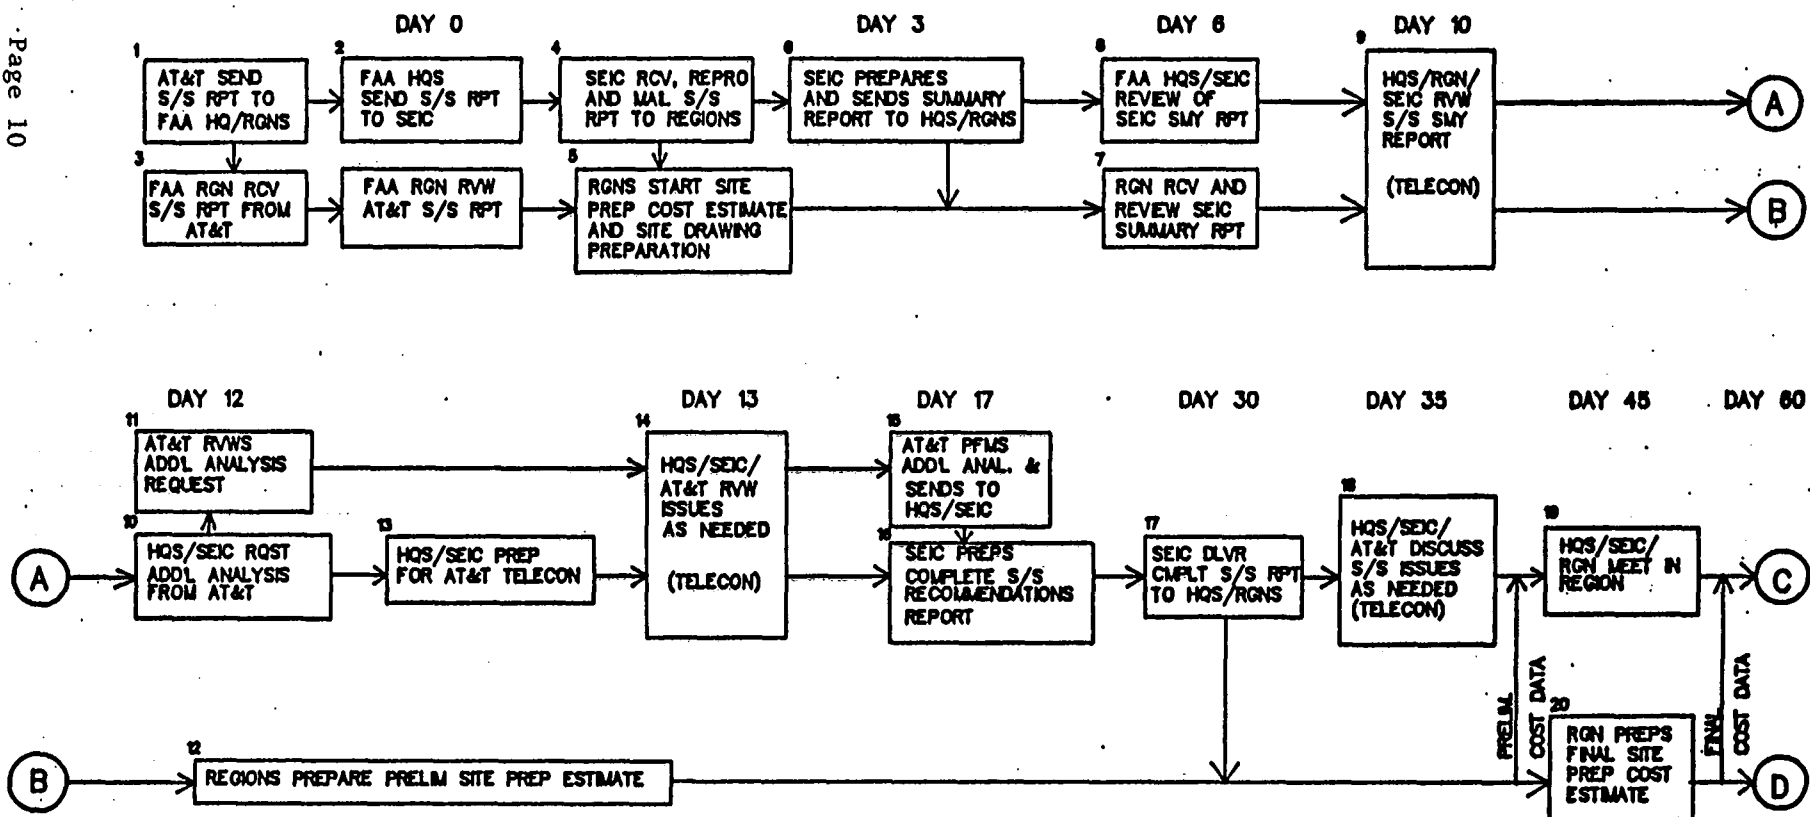 ·Page 10
DAY 0
DAY 3
DAY 6
DAY 10
1
AT&T SEND
S/S RPT TO
FAA HQ/RGNS
2
FAA HQS
SEND S/S RPT
TO SEIC
4
SEIC RCV, REPRO
AND MAIL S/S
RPT TO REGIONS
6
SEIC PREPARES
AND SENDS SUMMARY
REPORT TO HQS/RGNS
8
FAA HQS/SEIC
REVIEW OF
SEIC SMY RPT
9
HQS/RGN/
SEIC RVW
S/S SMY
REPORT
(TELECON)
A
3
FAA RGN RCV
S/S RPT FROM
AT&T
FAA RGN RVW
AT&T S/S RPT
5
RGNS START SITE
PREP COST ESTIMATE
AND SITE DRAWING
PREPARATION
7
RGN RCV AND
REVIEW SEIC
SUMMARY RPT
B
DAY 12
DAY 13
DAY 17
DAY 30
DAY 35
DAY 45
DAY 60
11
AT&T RVWS
ADDL ANALYSIS
REQUEST
14
HQS/SEIC/
AT&T RVW
ISSUES
AS NEEDED
(TELECON)
15
AT&T PFMS
ADDL ANAL. &
SENDS TO
HQS/SEIC
A
10
HQS/SEIC RQST
ADDL ANALYSIS
FROM AT&T
13
HQS/SEIC PREP
FOR AT&T TELECON
16
SEIC PREPS
COMPLETE S/S
RECOMMENDATIONS
REPORT
17
SEIC DLVR
CMPLT S/S RPT
TO HQS/RGNS
18
HQS/SEIC/
AT&T DISCUSS
S/S ISSUES
AS NEEDED
(TELECON)
19
HQS/SEIC/
RGN MEET IN
REGION
C
PRELIM.
COST DATA
FINAL
COST DATA
B
12
REGIONS PREPARE PRELIM SITE PREP ESTIMATE
20
RGN PREPS
FINAL SITE
PREP COST
ESTIMATE
D